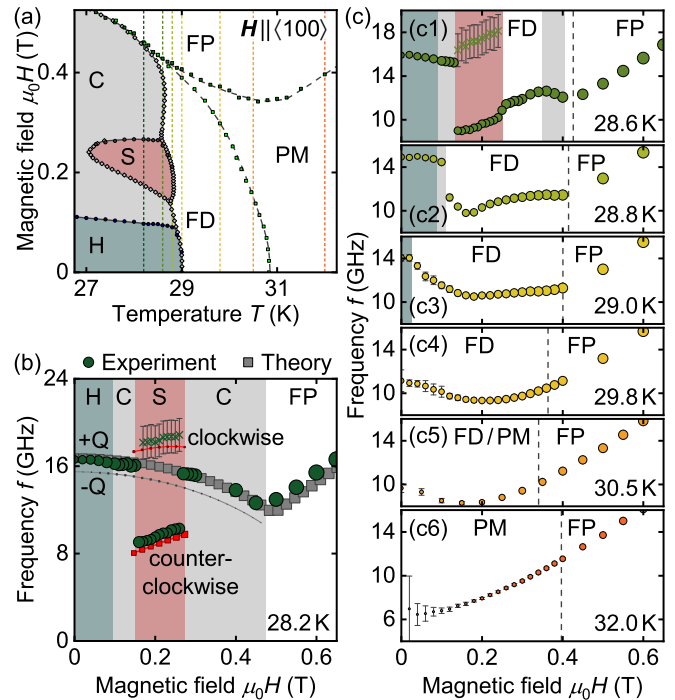 (a)
H||⟨100⟩
FP
0.4
C
S
0.2
PM
FD
H
0
27
29
31
Temperature T (K)
Magnetic field μ₀H (T)
(b)
Experiment
Theory
24
H
C
S
C
FP
+Q
clockwise
16
-Q
8
counter-
clockwise
28.2 K
0
0
0.2
0.4
0.6
Magnetic field μ₀H (T)
Frequency f (GHz)
(c)
18
(c1)
FD
FP
14
10
28.6 K
14
FD
FP
10
(c2)
28.8 K
14
FD
FP
10
(c3)
29.0 K
14
(c4)
FD
FP
10
29.8 K
14
(c5)
FD / PM
FP
10
30.5 K
14
(c6)
PM
FP
10
6
32.0 K
0
0.2
0.4
0.6
Magnetic field μ₀H (T)
Frequency f (GHz)